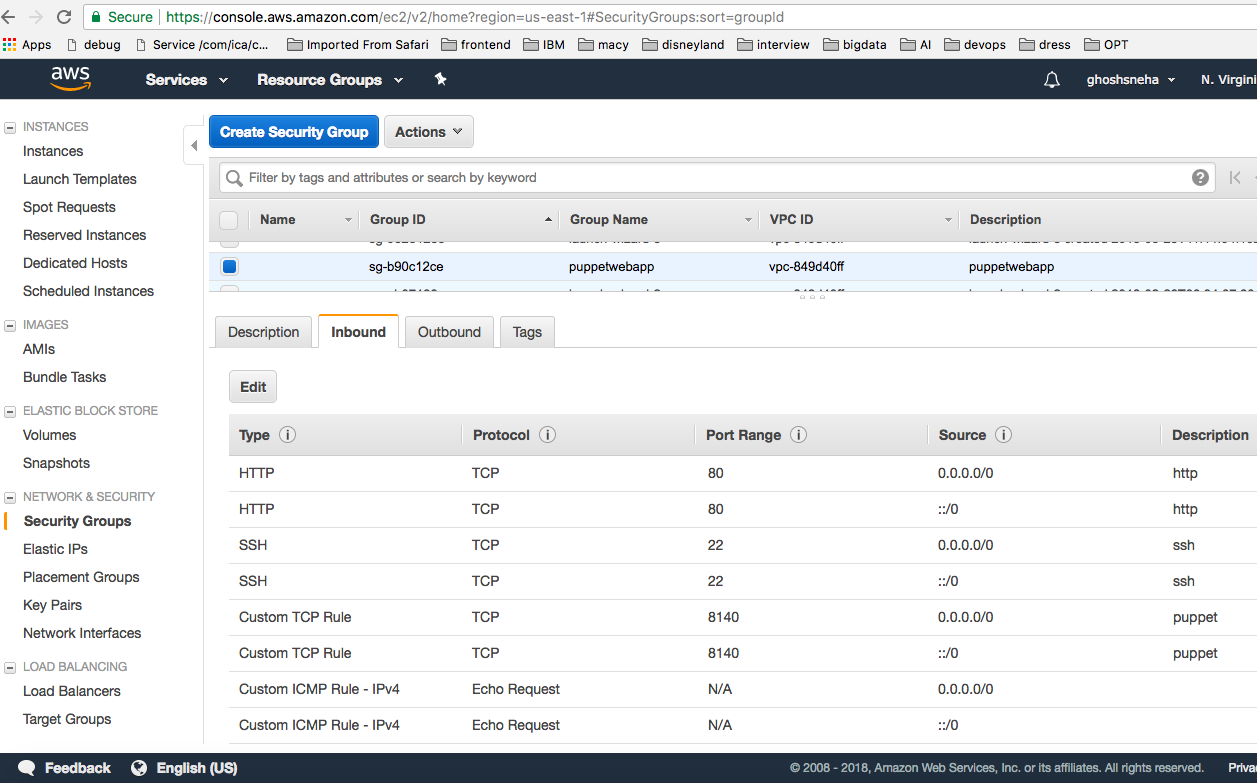 Secure https://console.aws.amazon.com/ec2/v2/home?region=us-east-1#SecurityGroups:sort=groupId
Apps debug Service /com/ica/c... Imported From Safari frontend IBM macy disneyland interview bigdata AI devops dress OPT
aws Services Resource Groups ghoshsneha N. Virgini
INSTANCES
Instances
Launch Templates
Spot Requests
Reserved Instances
Dedicated Hosts
Scheduled Instances
IMAGES
AMIs
Bundle Tasks
ELASTIC BLOCK STORE
Volumes
Snapshots
NETWORK & SECURITY
Security Groups
Elastic IPs
Placement Groups
Key Pairs
Network Interfaces
LOAD BALANCING
Load Balancers
Target Groups
Create Security Group Actions
Filter by tags and attributes or search by keyword
Name Group ID Group Name VPC ID Description
sg-b90c12ce puppetwebapp vpc-849d40ff puppetwebapp
Description Inbound Outbound Tags
Edit
Type Protocol Port Range Source Description
HTTP TCP 80 0.0.0.0/0 http
HTTP TCP 80 ::/0 http
SSH TCP 22 0.0.0.0/0 ssh
SSH TCP 22 ::/0 ssh
Custom TCP Rule TCP 8140 0.0.0.0/0 puppet
Custom TCP Rule TCP 8140 ::/0 puppet
Custom ICMP Rule - IPv4 Echo Request N/A 0.0.0.0/0
Custom ICMP Rule - IPv4 Echo Request N/A ::/0
Feedback English (US) © 2008 - 2018, Amazon Web Services, Inc. or its affiliates. All rights reserved. Priva